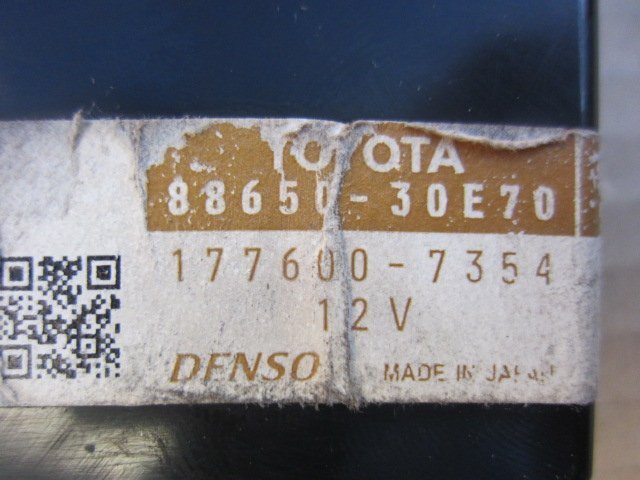 TOYOTA
88650-30E70
177600-7354
12V
DENSO MADE IN JAPAN